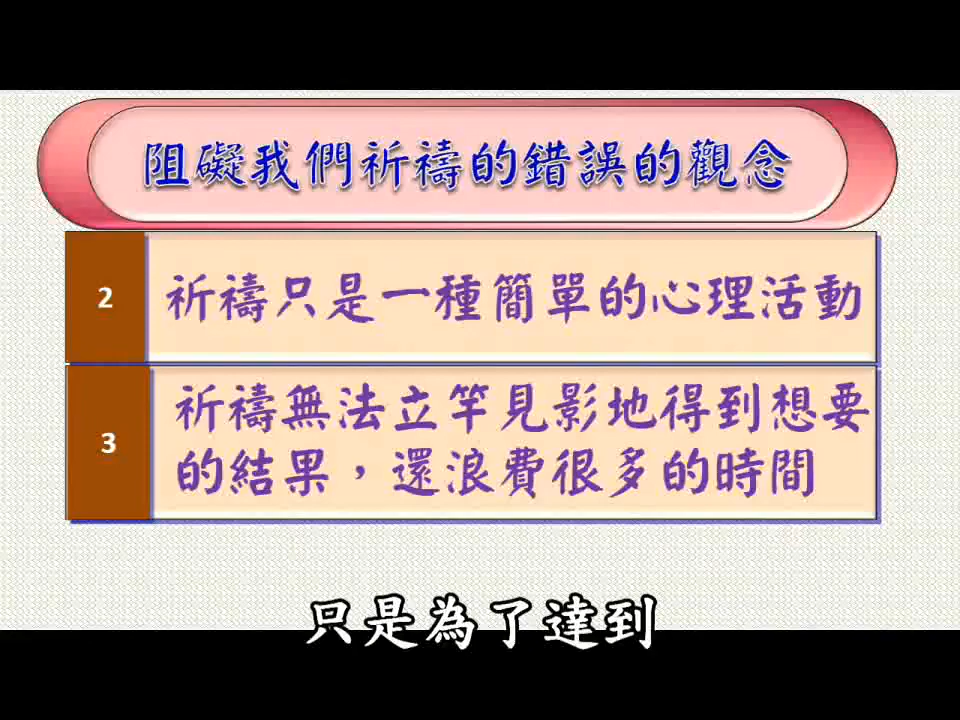 阻礙我們祈禱的錯誤的觀念
2 祈禱只是一種簡單的心理活動
3 祈禱無法立竿見影地得到想要
的結果，還浪費很多的時間
只是為了達到